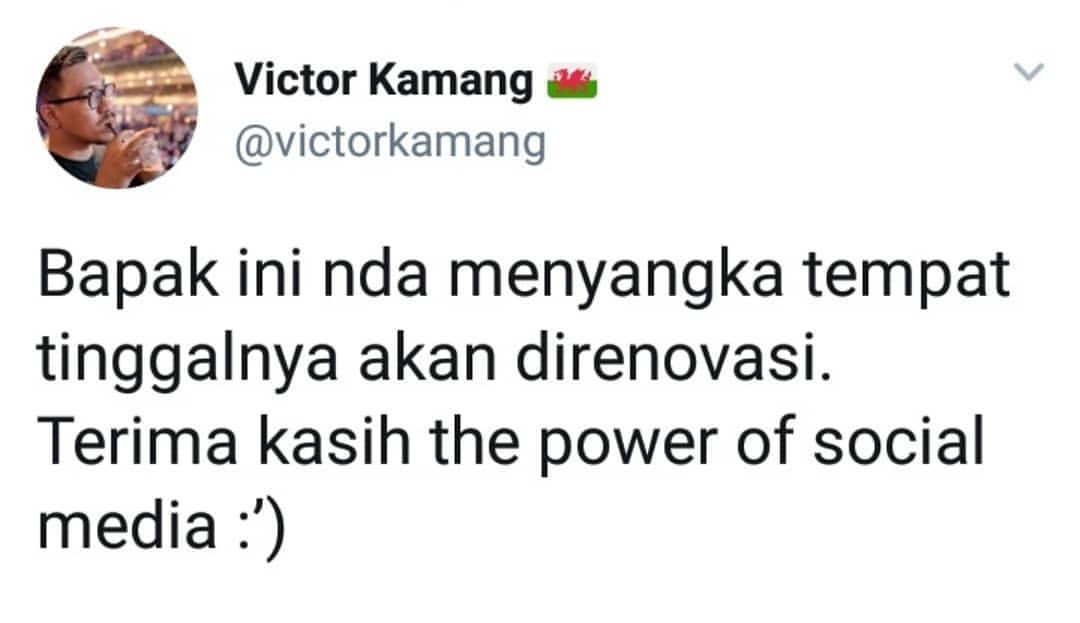 Victor Kamang 🏴󠁧󠁢󠁷󠁬󠁳󠁿
@victorkamang
Bapak ini nda menyangka tempat
tinggalnya akan direnovasi.
Terima kasih the power of social
media :’)